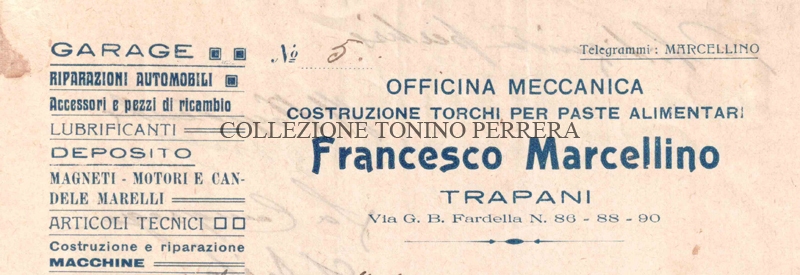 GARAGE
RIPARAZIONI AUTOMOBILI
Accessori e pezzi di ricambio
LUBRIFICANTI
DEPOSITO
MAGNETI - MOTORI E CAN-
DELE MARELLI
ARTICOLI TECNICI
Costruzione e riparazione
MACCHINE
No 5
Telegrammi: MARCELLINO
OFFICINA MECCANICA
COSTRUZIONE TORCHI PER PASTE ALIMENTARI
COLLEZIONE TONINO PERRERA
Francesco Marcellino
TRAPANI
Via G. B. Fardella N. 86 - 88 - 90